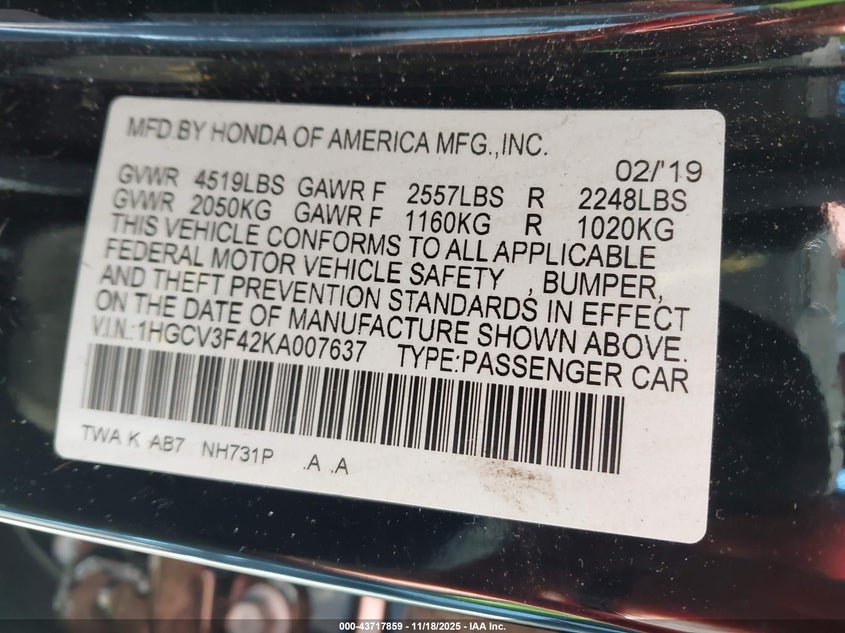 MFD.BY HONDA OF AMERICA MFG.,INC.
02/'19
GVWR 4519LBS GAWR F 2557LBS R 2248LBS
GVWR 2050KG GAWR F 1160KG R 1020KG
THIS VEHICLE CONFORMS TO ALL APPLICABLE
FEDERAL MOTOR VEHICLE SAFETY , BUMPER,
AND THEFT PREVENTION STANDARDS IN EFFECT
ON THE DATE OF MANUFACTURE SHOWN ABOVE.
V.I.N.:1HGCV3F42KA007637 TYPE:PASSENGER CAR
TWA K AB7 NH731P .A .A
000-43717859 - 11/18/2025 - IAA Inc.